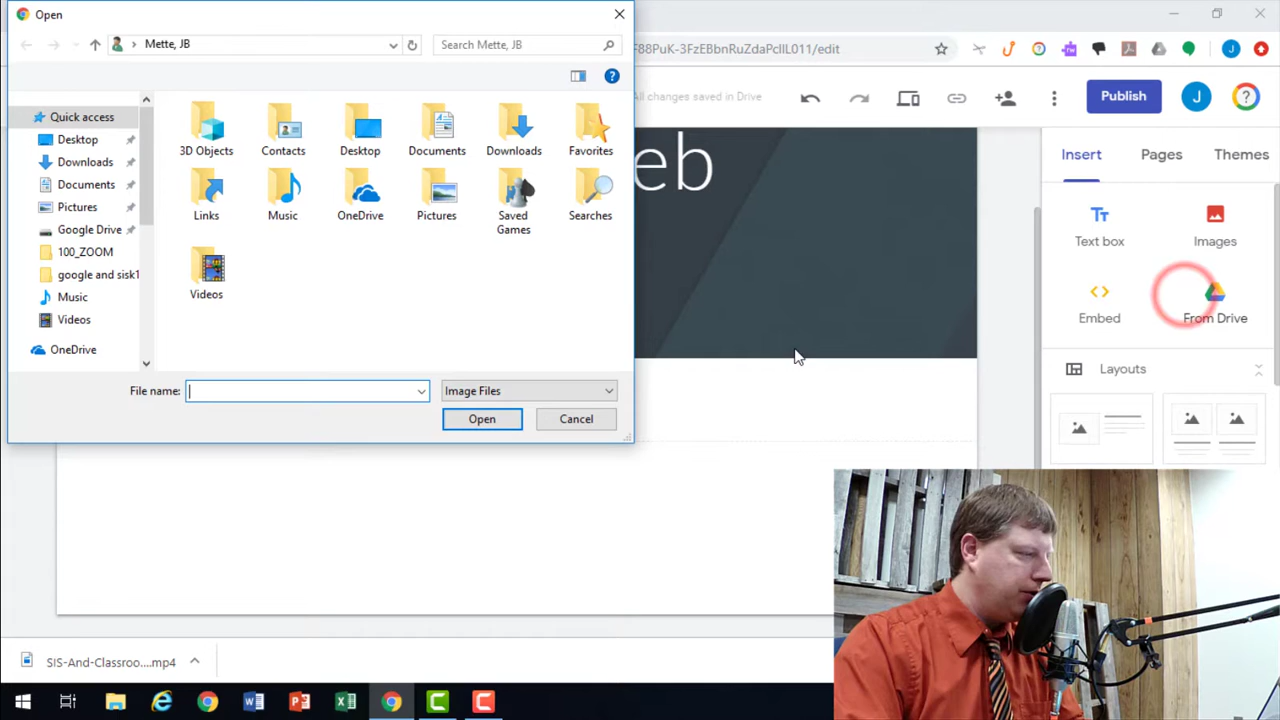 Open
Mette, JB
Search Mette, JB
F88PuK-3FzEBbnRuZdaPcllL011/edit
All changes saved in Drive
Publish
J
J
Quick access
Desktop
Downloads
Documents
Pictures
Google Drive
100_ZOOM
google and sisk1
Music
Videos
OneDrive
3D Objects
Contacts
Desktop
Documents
Downloads
Favorites
Links
Music
OneDrive
Pictures
Saved
Games
Searches
Videos
File name:
Image Files
Open
Cancel
eb
Insert
Pages
Themes
Text box
Images
Embed
From Drive
Layouts
SIS-And-Classroo....mp4